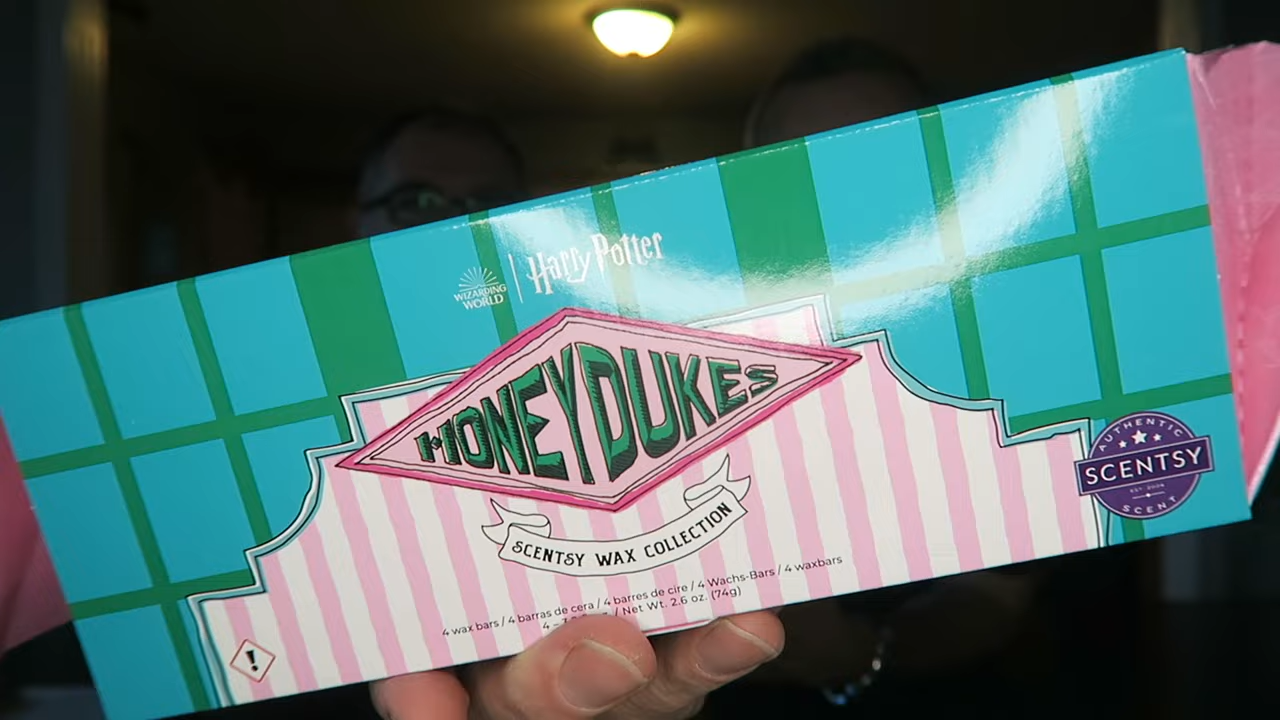 WIZARDING
WORLD
Harry Potter
HONEYDUKES
SCENTSY WAX COLLECTION
4 wax bars / 4 barras de cera / 4 barres de cire / 4 Wachs-Bars / 4 waxbars
/ Net Wt. 2.6 oz. (74g)
!
AUTHENTIC
SCENTSY
SCENT